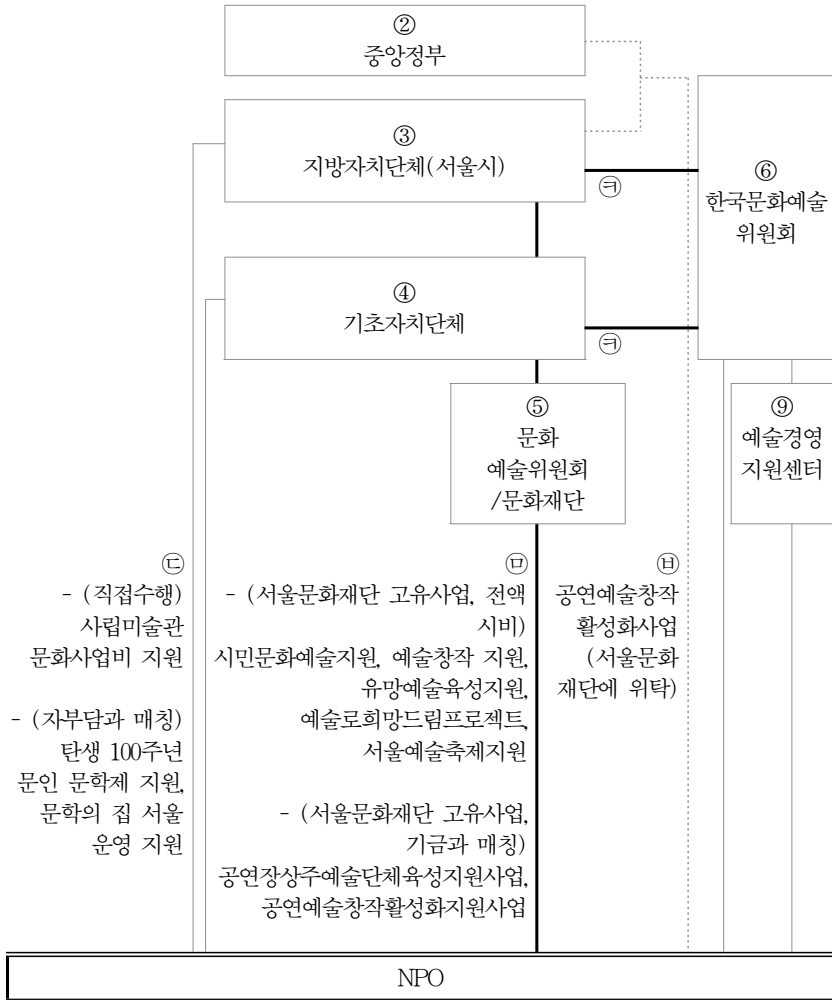 ②
중앙정부
③
지방자치단체(서울시)
㉪
⑥
한국문화예술
위원회
④
기초자치단체
㉪
⑤
문화
예술위원회
/문화재단
⑨
예술경영
지원센터
㉢
- (직접수행)
사립미술관
문화사업비 지원
- (자부담과 매칭)
탄생 100주년
문인 문학제 지원,
문학의 집 서울
운영 지원
㉤
- (서울문화재단 고유사업, 전액
시비)
시민문화예술지원, 예술창작 지원,
유망예술육성지원,
예술로희망드림프로젝트,
서울예술축제지원
- (서울문화재단 고유사업,
기금과 매칭)
공연장상주예술단체육성지원사업,
공연예술창작활성화지원사업
㉥
공연예술창작
활성화사업
(서울문화
재단에 위탁)
NPO